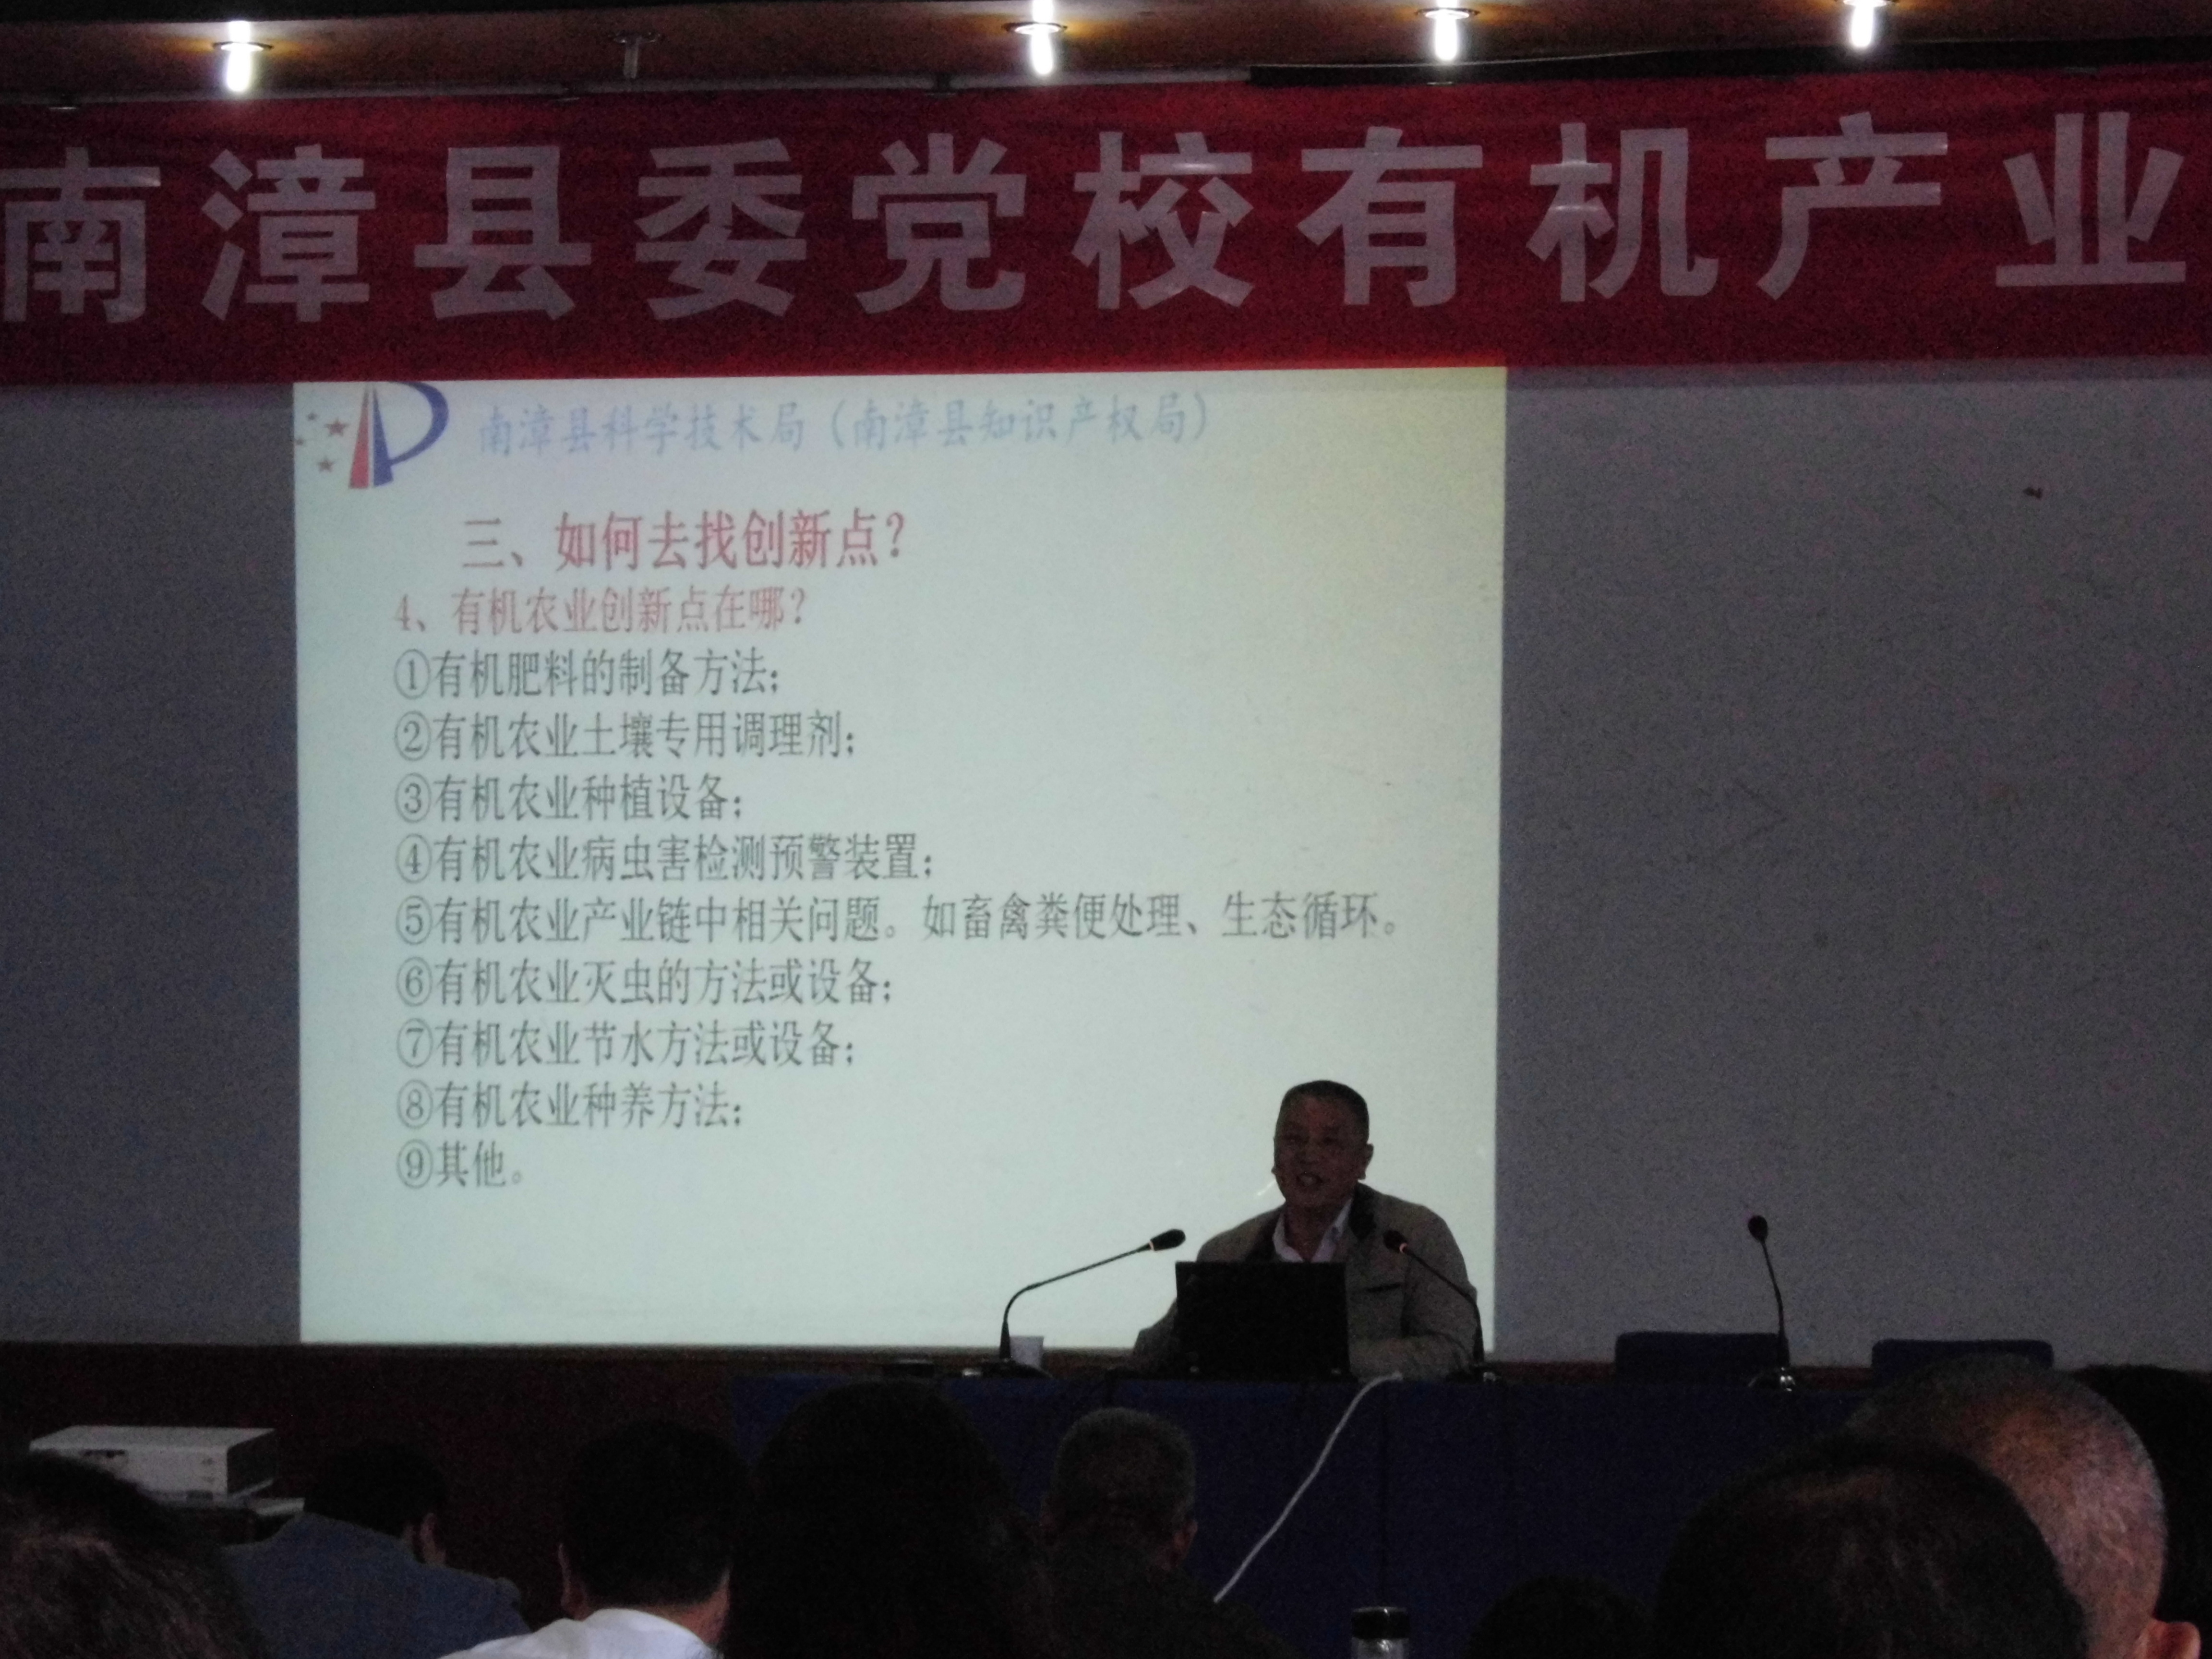 南漳县委党校有机产业
南漳县科学技术局（南漳县知识产权局）
三、如何去找创新点？
4、有机农业创新点在哪？
①有机肥料的制备方法；
②有机农业土壤专用调理剂；
③有机农业种植设备；
④有机农业病虫害检测预警装置；
⑤有机农业产业链中相关问题。如畜禽粪便处理、生态循环。
⑥有机农业灭虫的方法或设备；
⑦有机农业节水方法或设备；
⑧有机农业种养方法；
⑨其他。